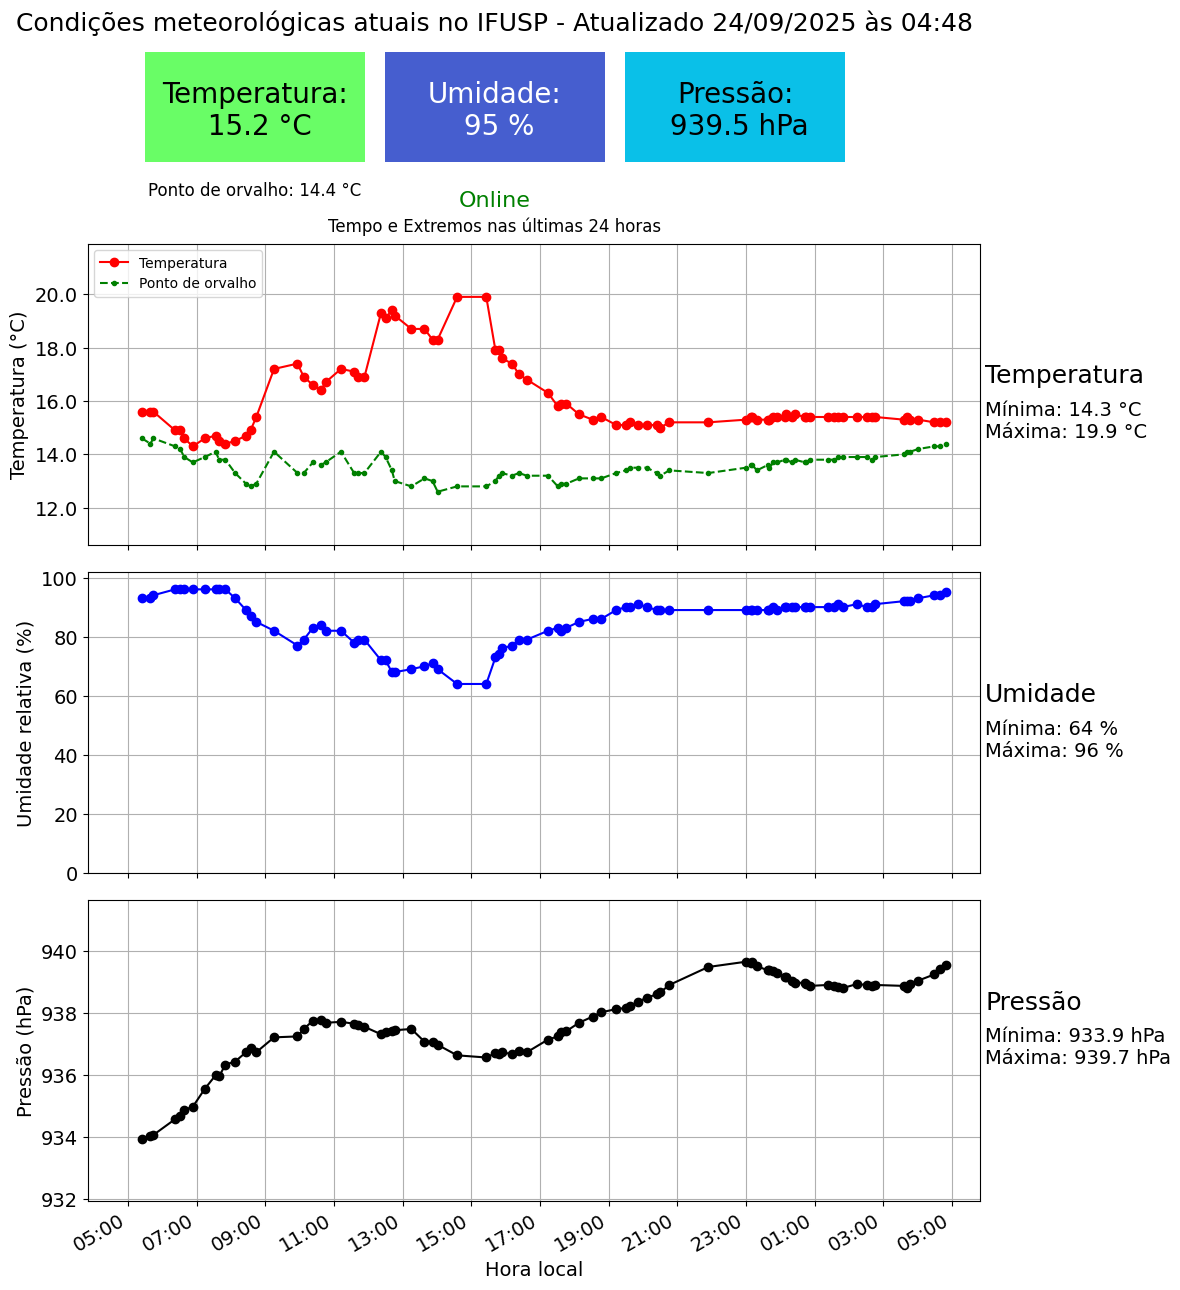 Condições meteorológicas atuais no IFUSP - Atualizado 24/09/2025 às 04:48
Temperatura:
15.2 °C
Umidade:
95 %
Pressão:
939.5 hPa
Ponto de orvalho: 14.4 °C
Online
Tempo e Extremos nas últimas 24 horas
Temperatura
Ponto de orvalho
Temperatura (°C)
20.0
18.0
16.0
14.0
12.0
Temperatura
Mínima: 14.3 °C
Máxima: 19.9 °C
Umidade relativa (%)
100
80
60
40
20
0
Umidade
Mínima: 64 %
Máxima: 96 %
Pressão (hPa)
940
938
936
934
932
Pressão
Mínima: 933.9 hPa
Máxima: 939.7 hPa
05:00 07:00 09:00 11:00 13:00 15:00 17:00 19:00 21:00 23:00 01:00 03:00 05:00
Hora local